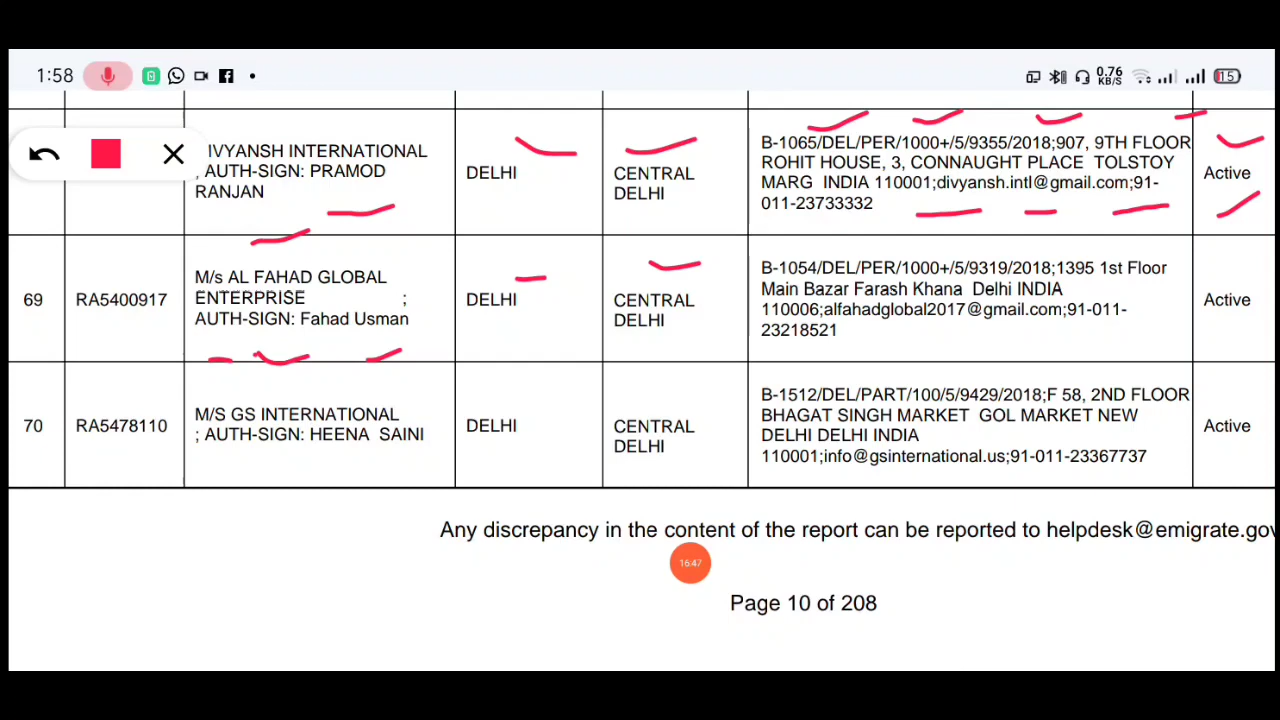 1:58
0.76
KB/S
15
IVYANSH INTERNATIONAL
; AUTH-SIGN: PRAMOD
RANJAN
DELHI
CENTRAL
DELHI
B-1065/DEL/PER/1000+/5/9355/2018;907, 9TH FLOOR
ROHIT HOUSE, 3, CONNAUGHT PLACE TOLSTOY
MARG INDIA 110001;divyansh.intl@gmail.com;91-
011-23733332
Active
69
RA5400917
M/s AL FAHAD GLOBAL
ENTERPRISE ;
AUTH-SIGN: Fahad Usman
DELHI
CENTRAL
DELHI
B-1054/DEL/PER/1000+/5/9319/2018;1395 1st Floor
Main Bazar Farash Khana Delhi INDIA
110006;alfahadglobal2017@gmail.com;91-011-
23218521
Active
70
RA5478110
M/S GS INTERNATIONAL
; AUTH-SIGN: HEENA SAINI
DELHI
CENTRAL
DELHI
B-1512/DEL/PART/100/5/9429/2018;F 58, 2ND FLOOR
BHAGAT SINGH MARKET GOL MARKET NEW
DELHI DELHI INDIA
110001;info@gsinternational.us;91-011-23367737
Active
Any discrepancy in the content of the report can be reported to helpdesk@emigrate.gov
16:47
Page 10 of 208